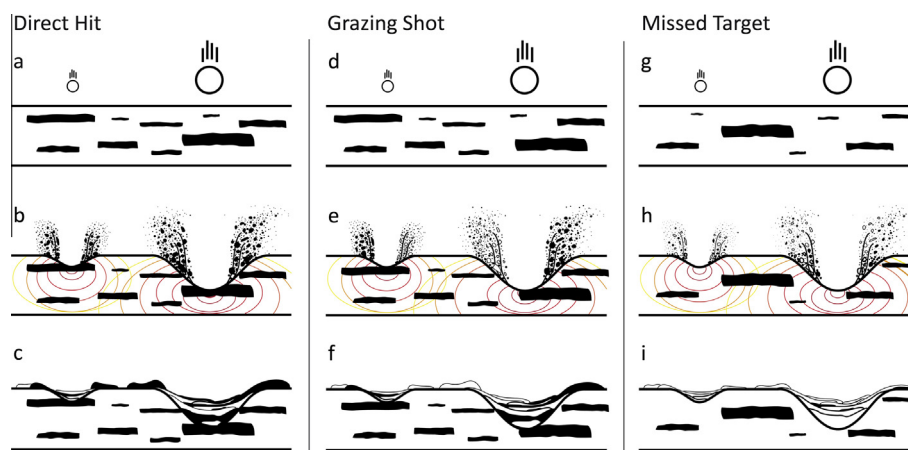 Direct Hit
Grazing Shot
Missed Target
a
d
g
b
e
h
c
f
i